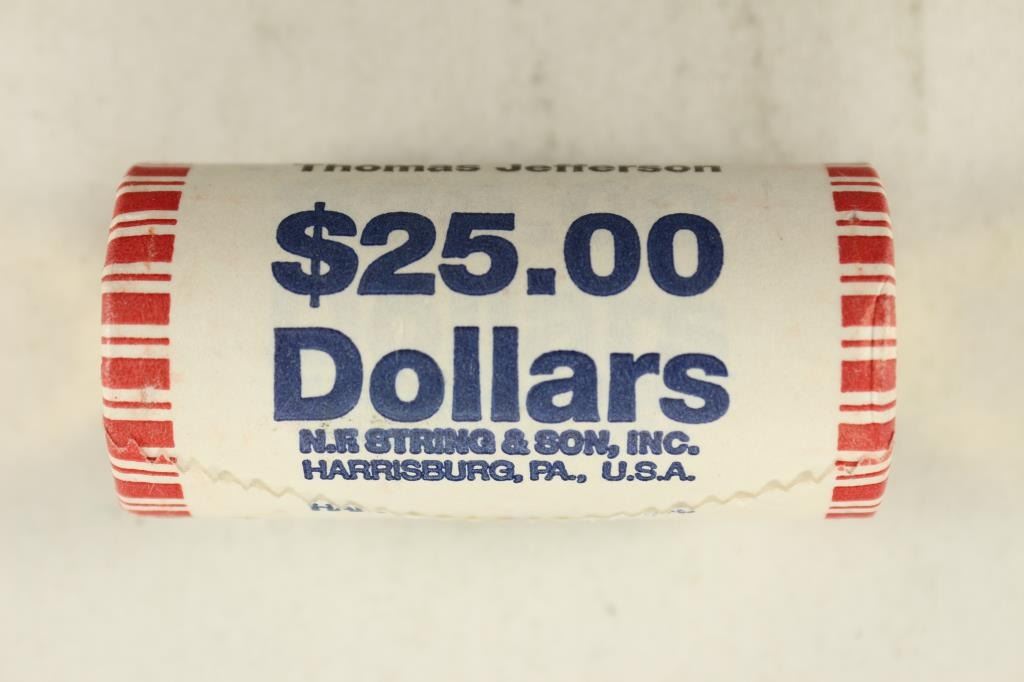 Thomas Jefferson
$25.00
Dollars
N.F. STRING & SON, INC.
HARRISBURG, PA., U.S.A.